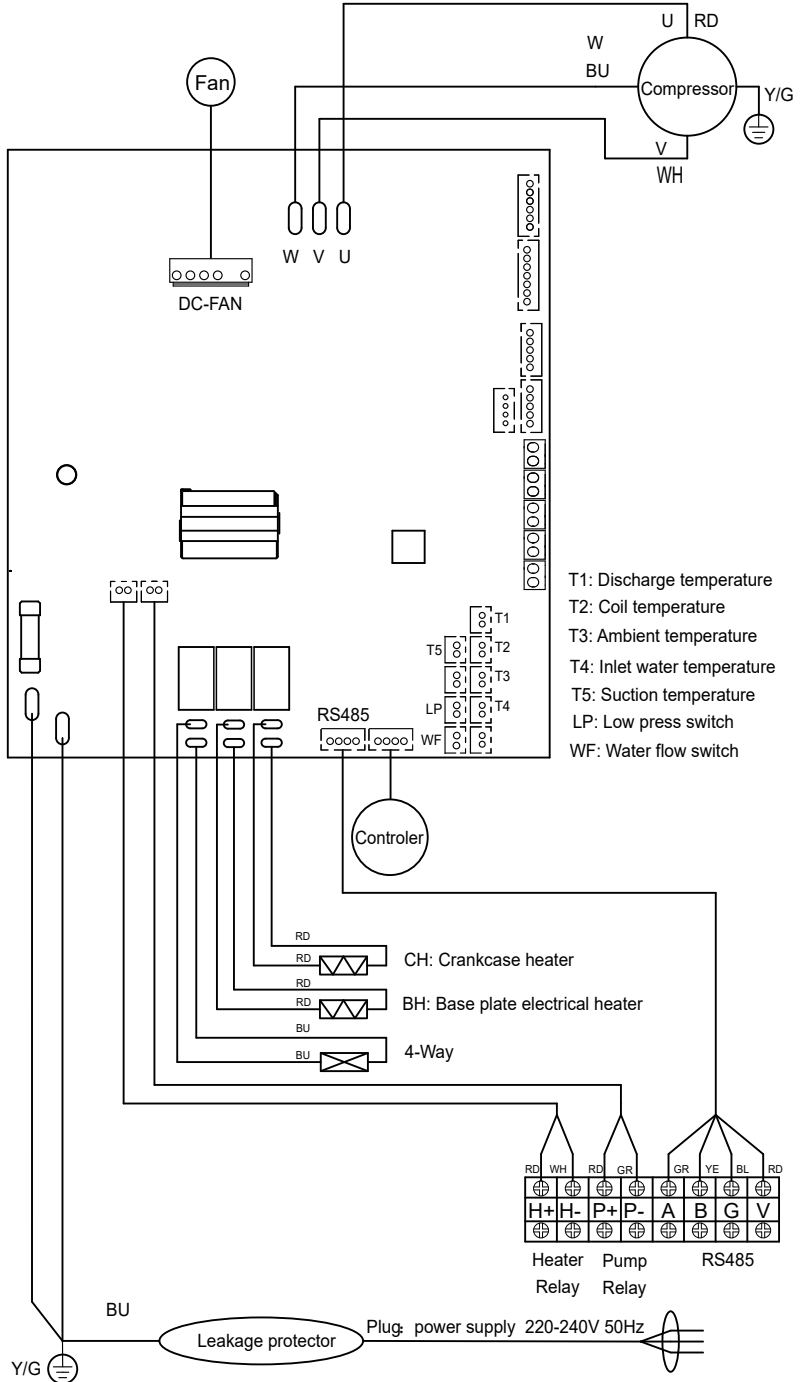 U RD
W
BU
Fan
Compressor
Y/G
V
WH
W V U
DC-FAN
T1: Discharge temperature
T2: Coil temperature
T3: Ambient temperature
T4: Inlet water temperature
T5: Suction temperature
LP: Low press switch
WF: Water flow switch
T1
T5 T2
T3
LP T4
RS485
WF
Controler
RD
RD CH: Crankcase heater
RD
RD BH: Base plate electrical heater
BU
BU 4-Way
RD WH RD GR GR YE BL RD
H+ H- P+ P- A B G V
Heater Pump RS485
Relay Relay
BU
Leakage protector
Plug: power supply 220-240V 50Hz
Y/G